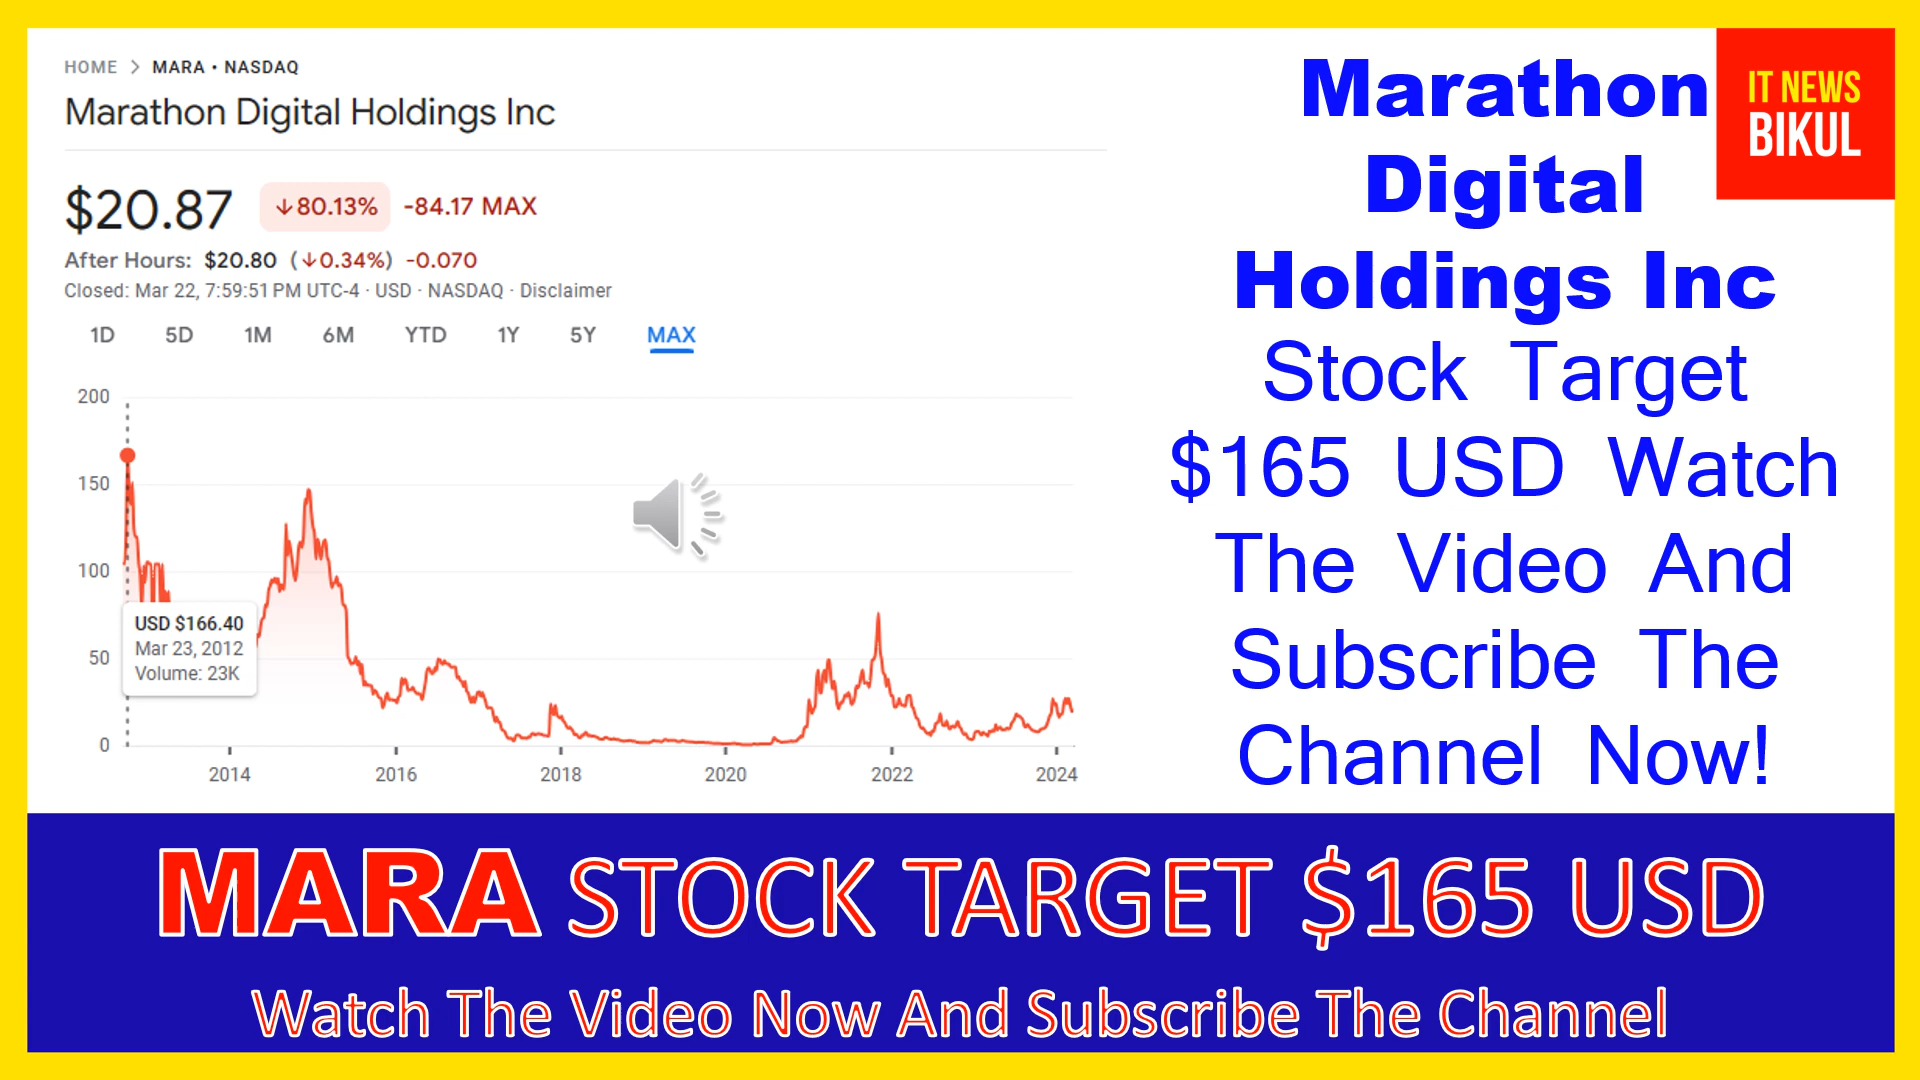 HOME > MARA • NASDAQ
Marathon Digital Holdings Inc
$20.87 ↓80.13% -84.17 MAX
After Hours: $20.80 (↓0.34%) -0.070
Closed: Mar 22, 7:59:51 PM UTC-4 · USD · NASDAQ · Disclaimer
1D 5D 1M 6M YTD 1Y 5Y MAX
200
150
100
50
0
USD $166.40
Mar 23, 2012
Volume: 23K
2014 2016 2018 2020 2022 2024
Marathon
Digital
Holdings Inc
Stock Target
$165 USD Watch
The Video And
Subscribe The
Channel Now!
IT NEWS
BIKUL
MARA STOCK TARGET $165 USD
Watch The Video Now And Subscribe The Channel